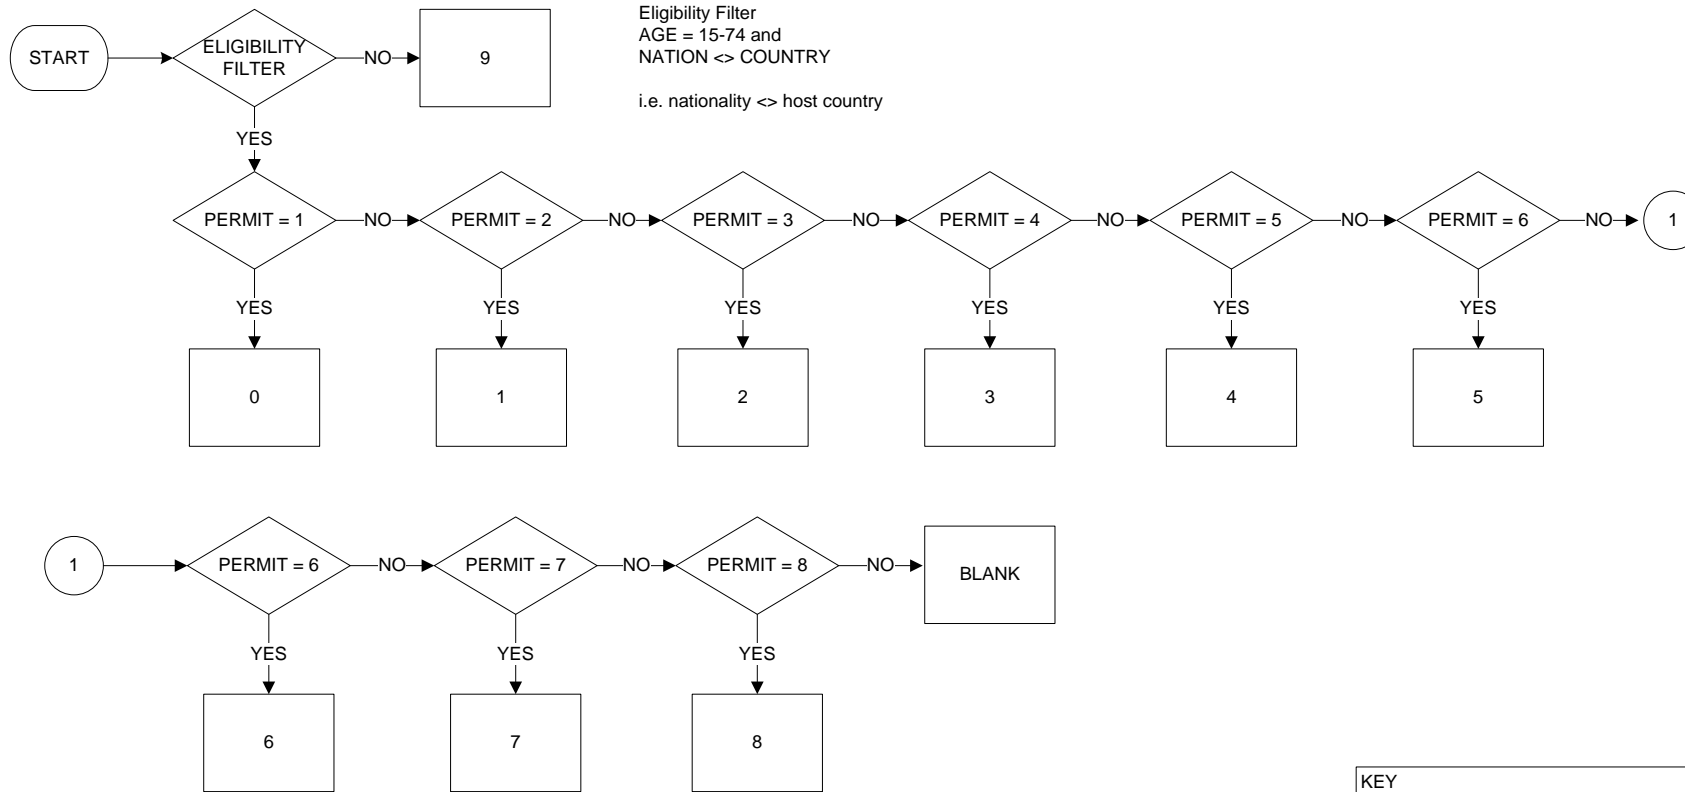 Eligibility Filter
AGE = 15-74 and
NATION <> COUNTRY
i.e. nationality <> host country
START
ELIGIBILITY
FILTER
NO
9
YES
PERMIT = 1
NO
PERMIT = 2
NO
PERMIT = 3
NO
PERMIT = 4
NO
PERMIT = 5
NO
PERMIT = 6
NO
1
YES
YES
YES
YES
YES
YES
0
1
2
3
4
5
1
PERMIT = 6
NO
PERMIT = 7
NO
PERMIT = 8
NO
BLANK
YES
YES
YES
6
7
8
KEY